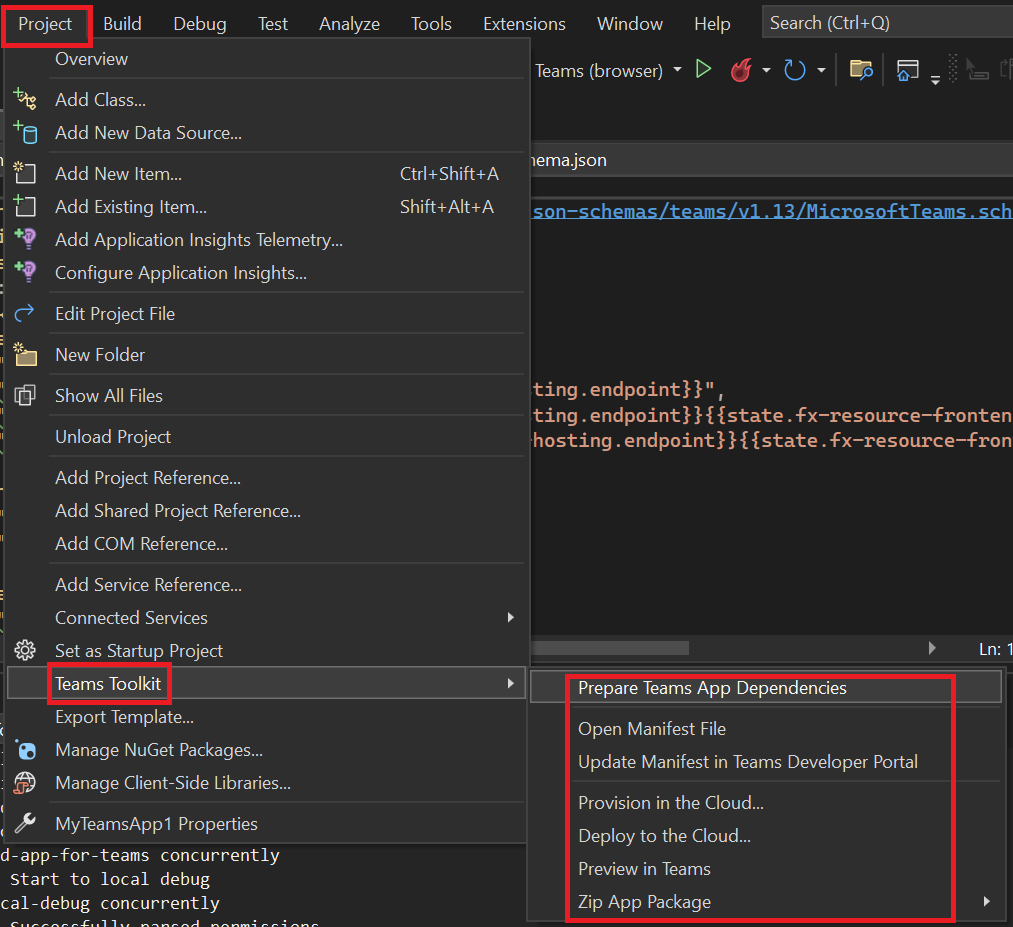 Project Build Debug Test Analyze Tools Extensions Window Help Search (Ctrl+Q)
Overview
Teams (browser)
Add Class...
Add New Data Source...
hema.json
Add New Item... Ctrl+Shift+A
Add Existing Item... Shift+Alt+A
son-schemas/teams/v1.13/MicrosoftTeams.sch
Add Application Insights Telemetry...
Configure Application Insights...
Edit Project File
New Folder
Show All Files
ting.endpoint}}",
ting.endpoint}}{{state.fx-resource-fronten
hosting.endpoint}}{{state.fx-resource-fron
Unload Project
Add Project Reference...
Add Shared Project Reference...
Add COM Reference...
Add Service Reference...
Connected Services
Set as Startup Project
Ln: 1
Teams Toolkit
Prepare Teams App Dependencies
Open Manifest File
Update Manifest in Teams Developer Portal
Provision in the Cloud...
Deploy to the Cloud...
Preview in Teams
Zip App Package
Export Template...
Manage NuGet Packages...
Manage Client-Side Libraries...
MyTeamsApp1 Properties
d-app-for-teams concurrently
Start to local debug
cal-debug concurrently
Successfully parsed permissions